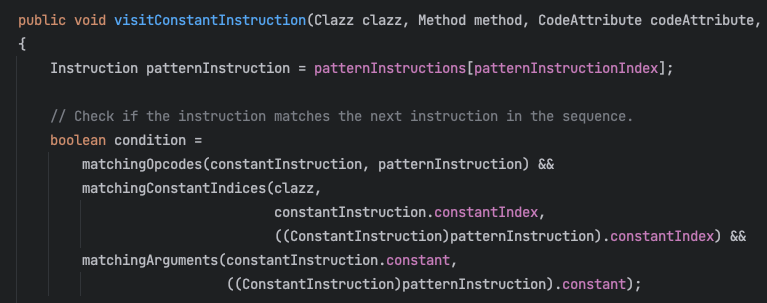 public void visitConstantInstruction(Clazz clazz, Method method, CodeAttribute codeAttribute,
{
    Instruction patternInstruction = patternInstructions[patternInstructionIndex];
    // Check if the instruction matches the next instruction in the sequence.
    boolean condition =
        matchingOpcodes(constantInstruction, patternInstruction) &&
        matchingConstantIndices(clazz,
                                constantInstruction.constantIndex,
                                ((ConstantInstruction)patternInstruction).constantIndex) &&
        matchingArguments(constantInstruction.constant,
                          ((ConstantInstruction)patternInstruction).constant);